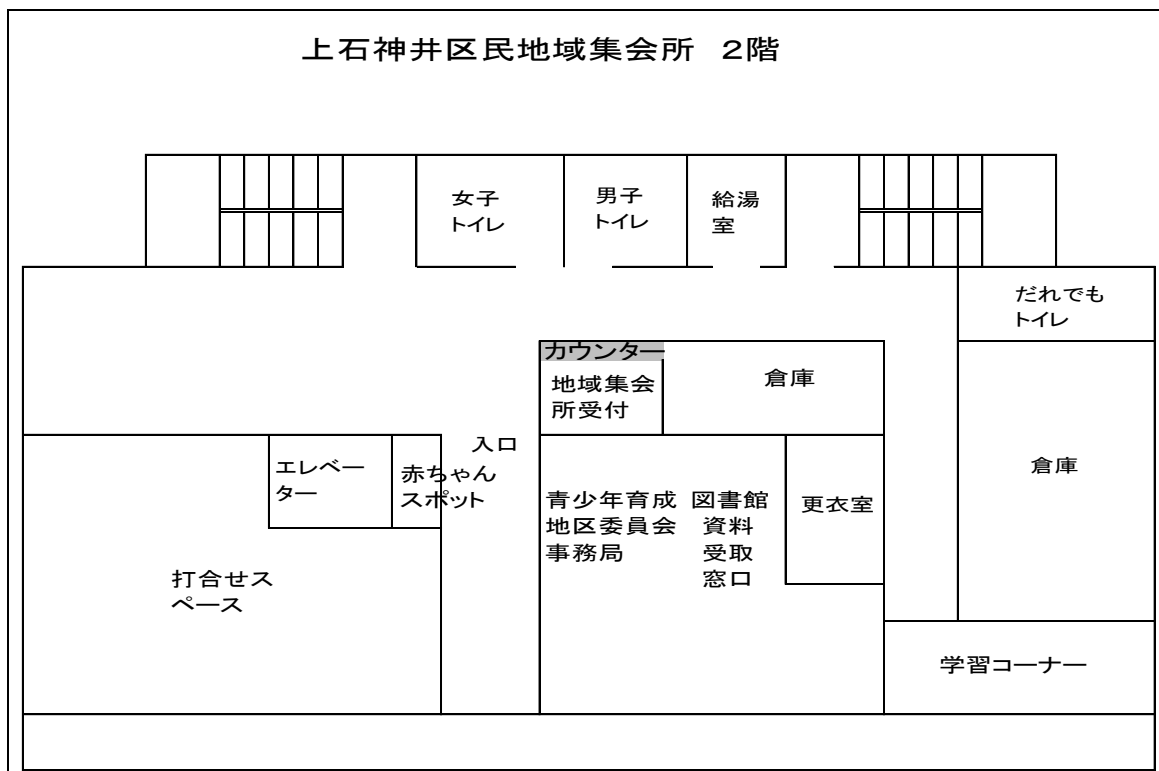 上石神井区民地域集会所 2階
女子
トイレ
男子
トイレ
給湯
室
だれでも
トイレ
カウンター
地域集会
所受付
倉庫
入口
エレベー
ター
赤ちゃん
スポット
青少年育成
地区委員会
事務局
図書館
資料
受取
窓口
更衣室
倉庫
打合せス
ペース
学習コーナー